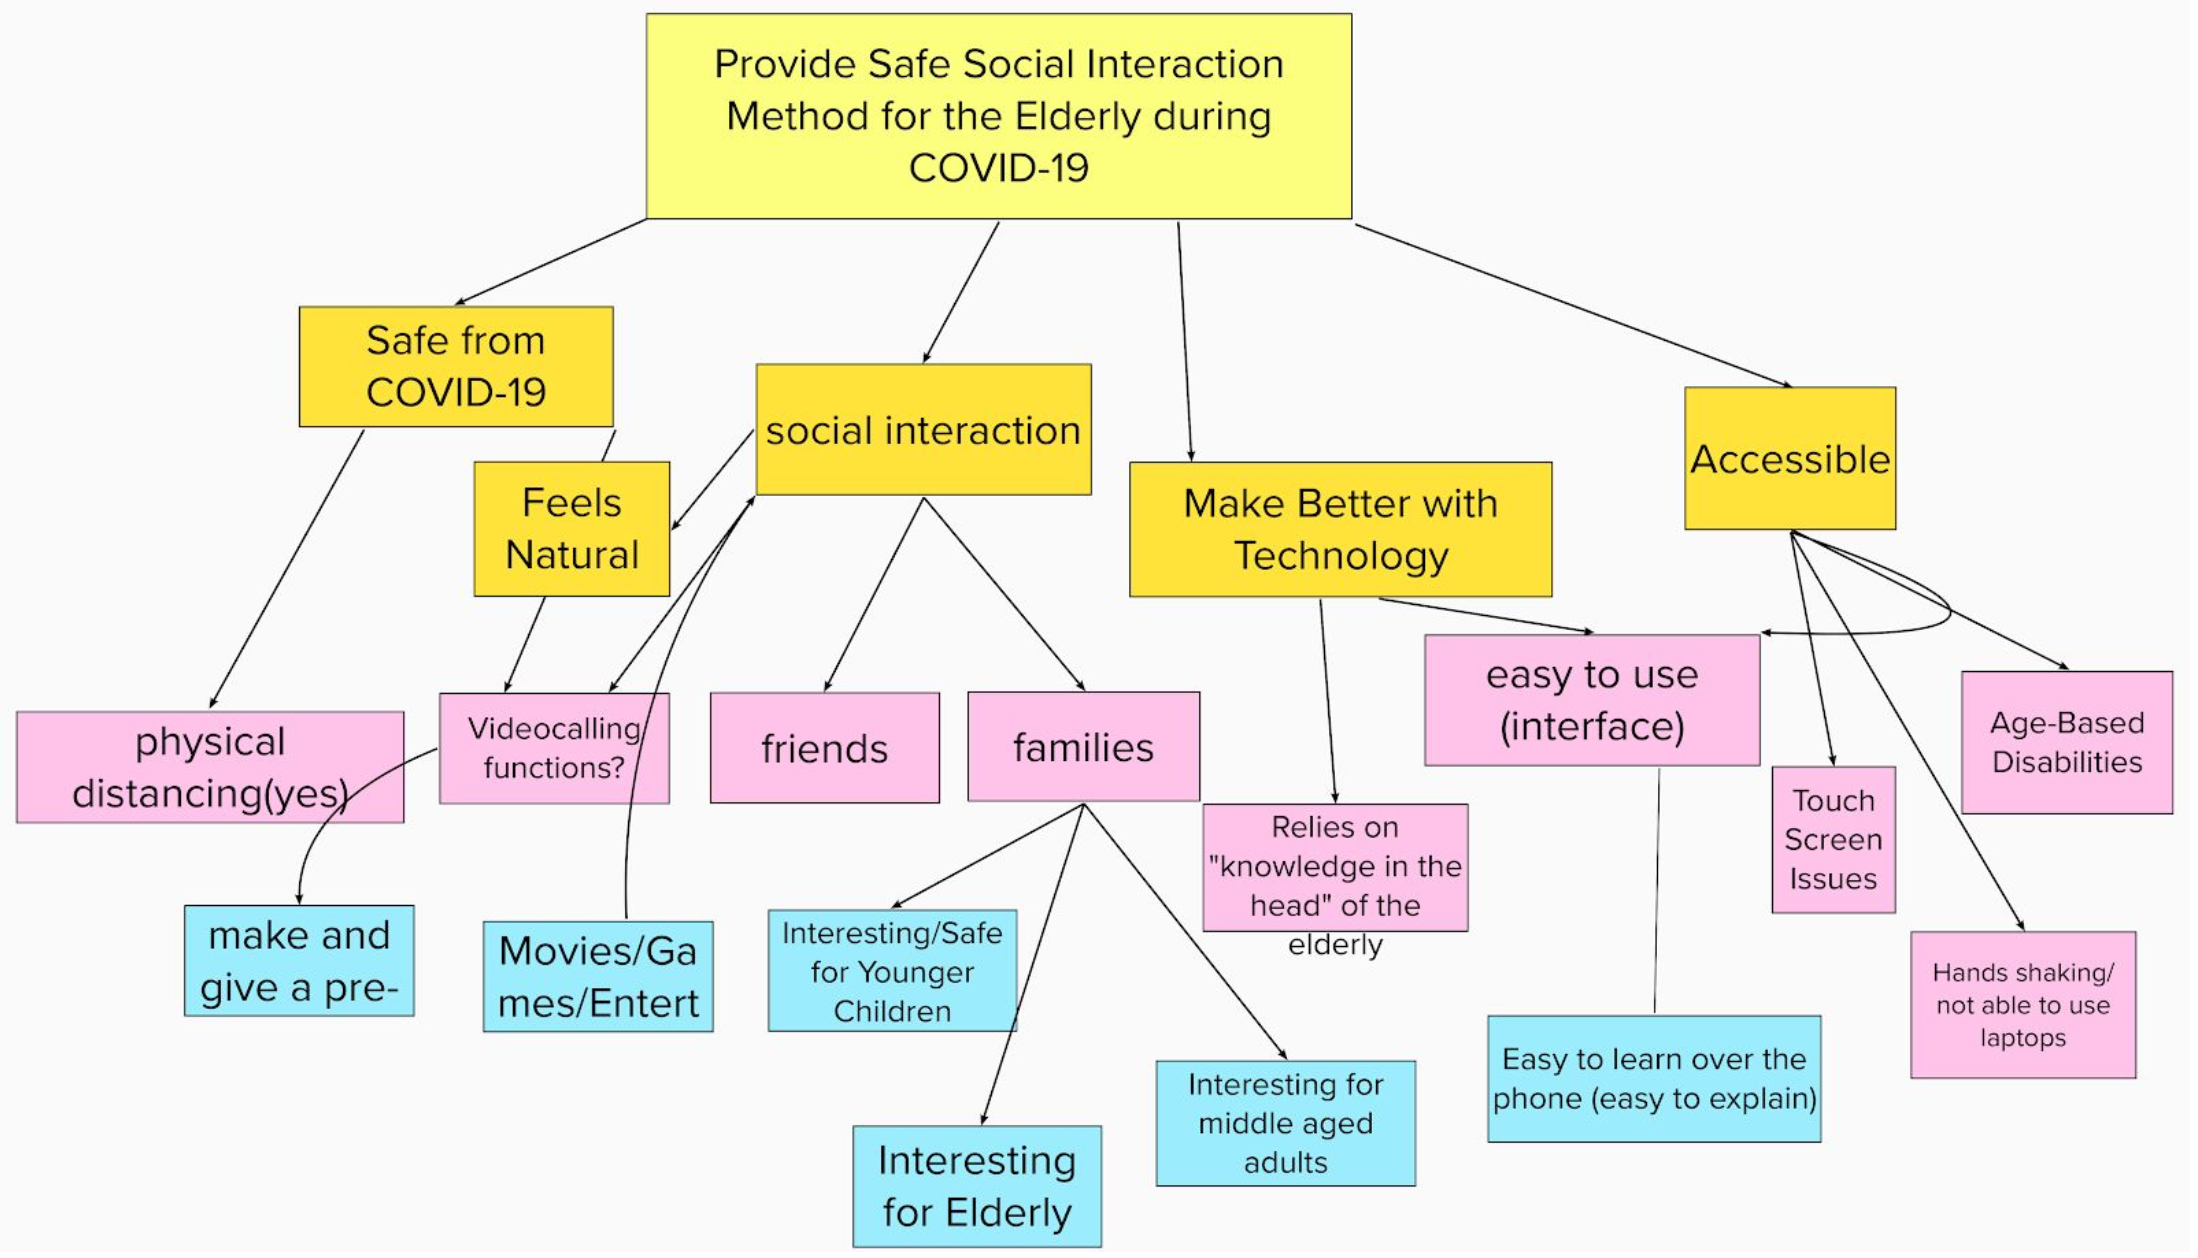 Provide Safe Social Interaction
Method for the Elderly during
COVID-19
Safe from
COVID-19
social interaction
Accessible
Feels
Natural
Make Better with
Technology
physical
distancing(yes)
Videocalling
functions?
friends
families
easy to use
(interface)
Age-Based
Disabilities
Relies on
"knowledge in the
head" of the
elderly
Touch
Screen
Issues
make and
give a pre-
Movies/Ga
mes/Entert
Interesting/Safe
for Younger
Children
Hands shaking/
not able to use
laptops
Easy to learn over the
phone (easy to explain)
Interesting for
middle aged
adults
Interesting
for Elderly